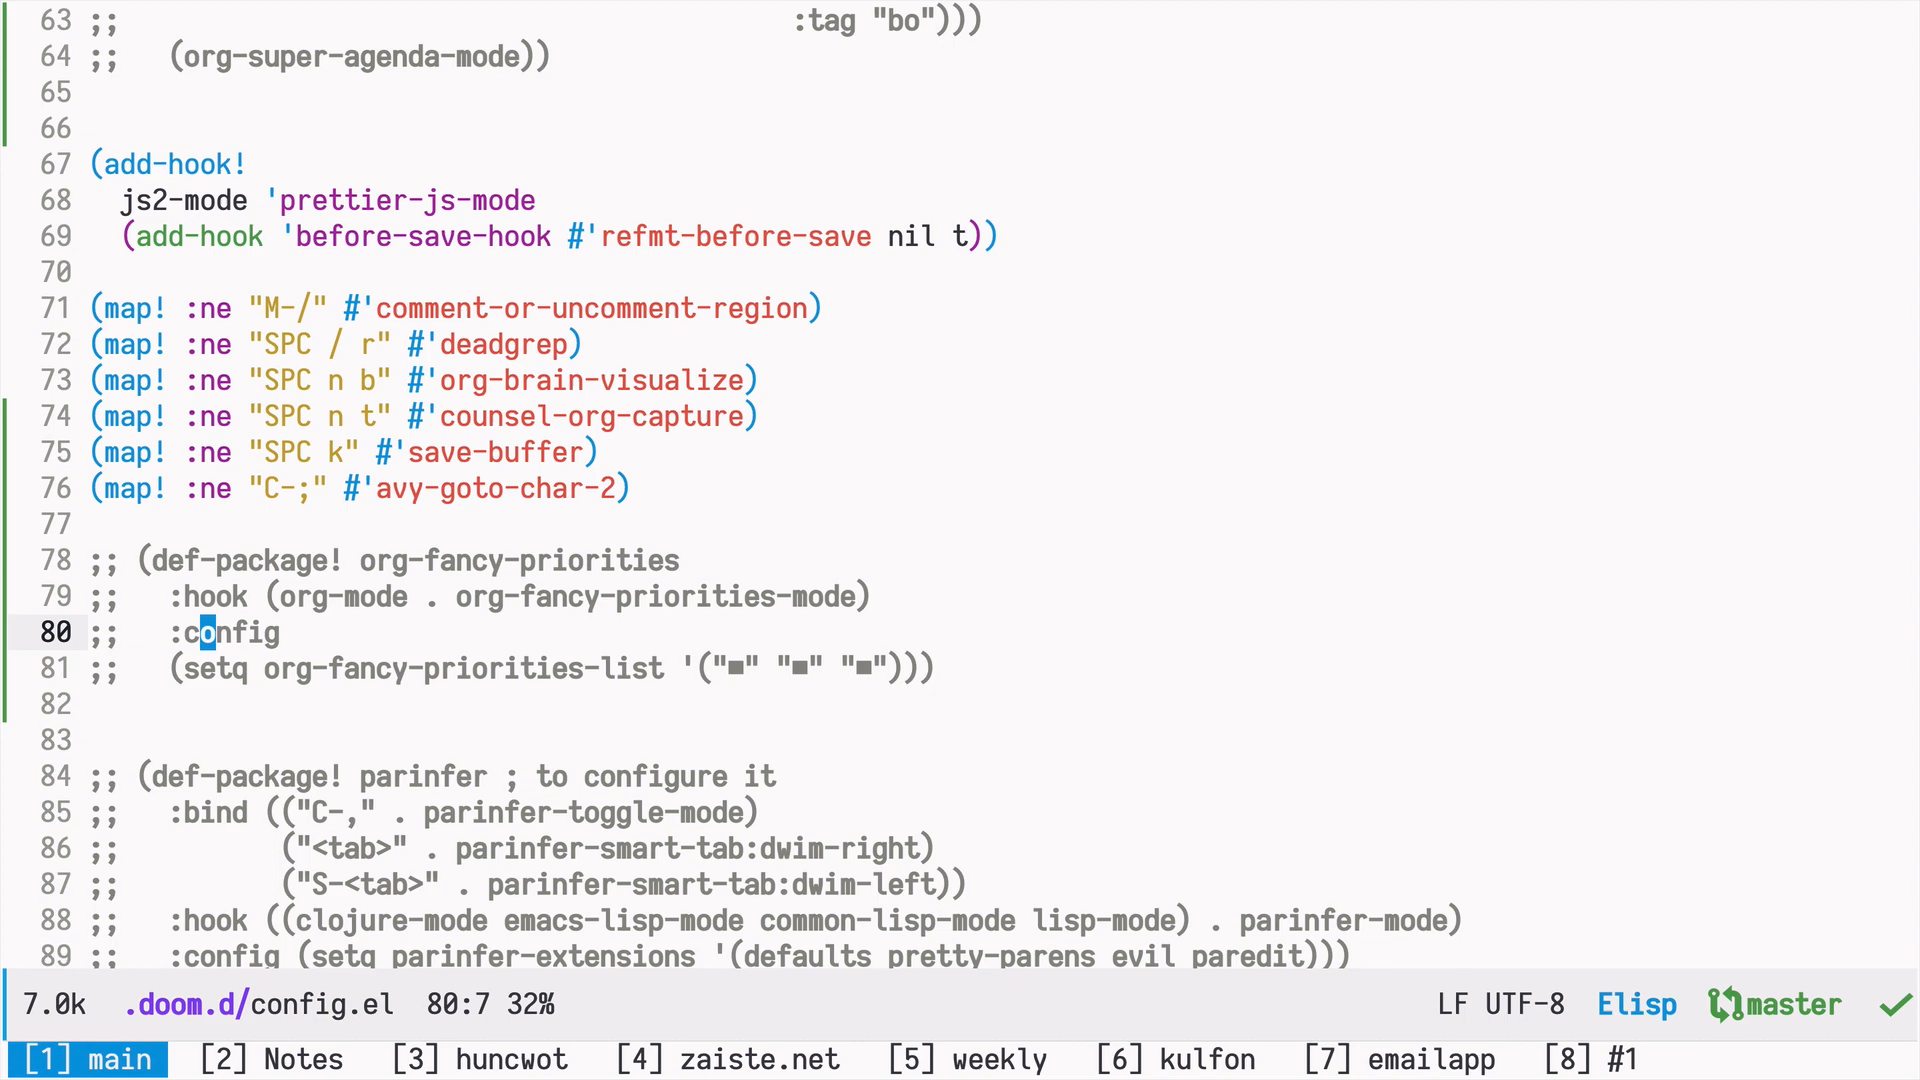 63 ;;                                          :tag "bo")))
64 ;;   (org-super-agenda-mode))
65
66
67 (add-hook!
68   js2-mode 'prettier-js-mode
69   (add-hook 'before-save-hook #'refmt-before-save nil t))
70
71 (map! :ne "M-/" #'comment-or-uncomment-region)
72 (map! :ne "SPC / r" #'deadgrep)
73 (map! :ne "SPC n b" #'org-brain-visualize)
74 (map! :ne "SPC n t" #'counsel-org-capture)
75 (map! :ne "SPC k" #'save-buffer)
76 (map! :ne "C-;" #'avy-goto-char-2)
77
78 ;; (def-package! org-fancy-priorities
79 ;;   :hook (org-mode . org-fancy-priorities-mode)
80 ;;   :config
81 ;;   (setq org-fancy-priorities-list '("■" "■" "■")))
82
83
84 ;; (def-package! parinfer ; to configure it
85 ;;   :bind (("C-," . parinfer-toggle-mode)
86 ;;          ("<tab>" . parinfer-smart-tab:dwim-right)
87 ;;          ("S-<tab>" . parinfer-smart-tab:dwim-left))
88 ;;   :hook ((clojure-mode emacs-lisp-mode common-lisp-mode lisp-mode) . parinfer-mode)
89 ;;   :config (setq parinfer-extensions '(defaults pretty-parens evil paredit)))
7.0k .doom.d/config.el 80:7 32% LF UTF-8 Elisp master
[1] main [2] Notes [3] huncwot [4] zaiste.net [5] weekly [6] kulfon [7] emailapp [8] #1